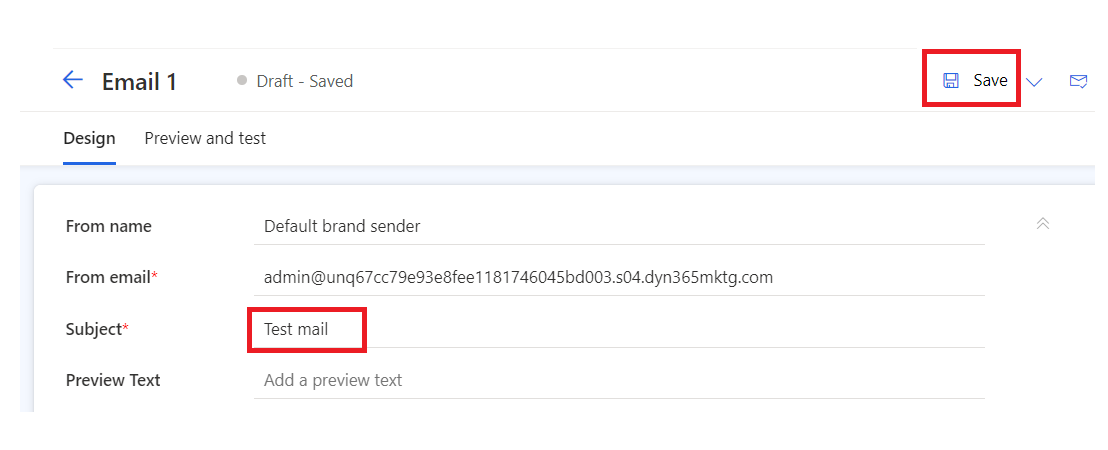 Email 1 Draft - Saved Save
Design Preview and test
From name Default brand sender
From email* admin@unq67cc79e93e8fee1181746045bd003.s04.dyn365mktg.com
Subject* Test mail
Preview Text Add a preview text